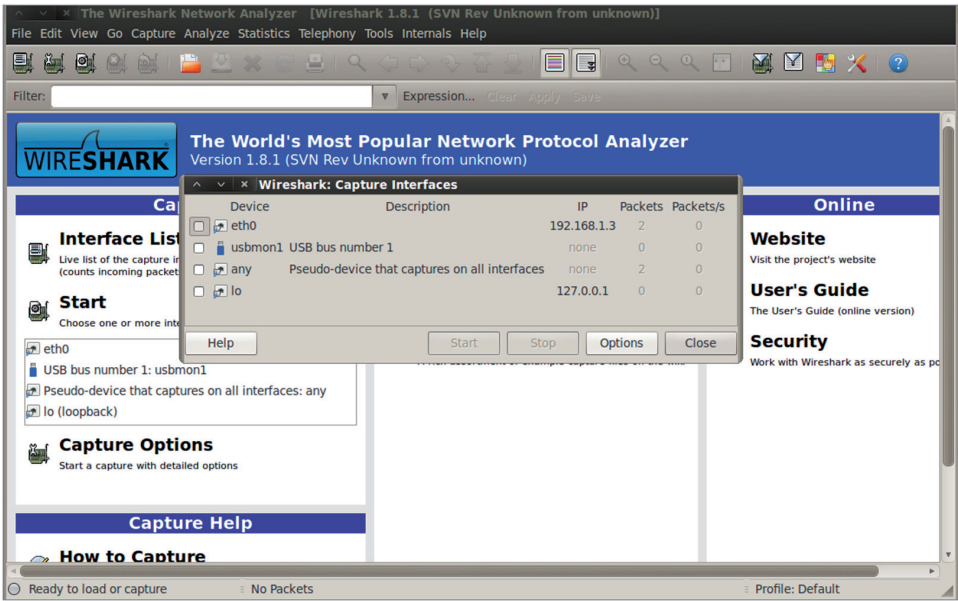 The Wireshark Network Analyzer [Wireshark 1.8.1 (SVN Rev Unknown from unknown)]
File Edit View Go Capture Analyze Statistics Telephony Tools Internals Help
Filter: Expression... Clear Apply Save
WIRESHARK
The World's Most Popular Network Protocol Analyzer
Version 1.8.1 (SVN Rev Unknown from unknown)
Wireshark: Capture Interfaces
Device Description IP Packets Packets/s
eth0 192.168.1.3 2 0
usbmon1 USB bus number 1 none 0 0
any Pseudo-device that captures on all interfaces none 2 0
lo 127.0.0.1 0 0
Help Start Stop Options Close
Interface List
Live list of the capture
(counts incoming packet
Start
Choose one or more
eth0
USB bus number 1: usbmon1
Pseudo-device that captures on all interfaces: any
lo (loopback)
Capture Options
Start a capture with detailed options
Capture Help
How to Capture
Online
Website
Visit the project's website
User's Guide
The User's Guide (online version)
Security
Work with Wireshark as securely as
Ready to load or capture No Packets Profile: Default